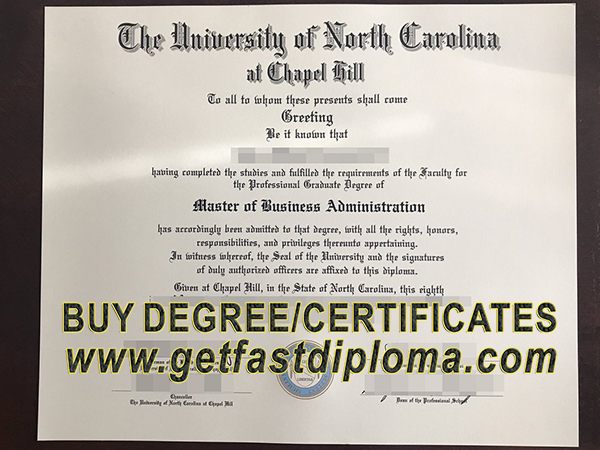 The University of North Carolina
at Chapel Hill
To all to whom these presents shall come
Greeting
Be it known that
having completed the studies and fulfilled the requirements of the Faculty for
the Professional Graduate Degree of
Master of Business Administration
has accordingly been admitted to that degree, with all the rights, honors,
responsibilities, and privileges thereunto appertaining.
In witness whereof, the Seal of the University and the signatures
of duly authorized officers are affixed to this diploma.
Given at Chapel Hill, in the State of North Carolina, this eighth
BUY DEGREE/CERTIFICATES
www.getfastdiploma.com
Chancellor
The University of North Carolina at Chapel Hill
Dean of the Professional School